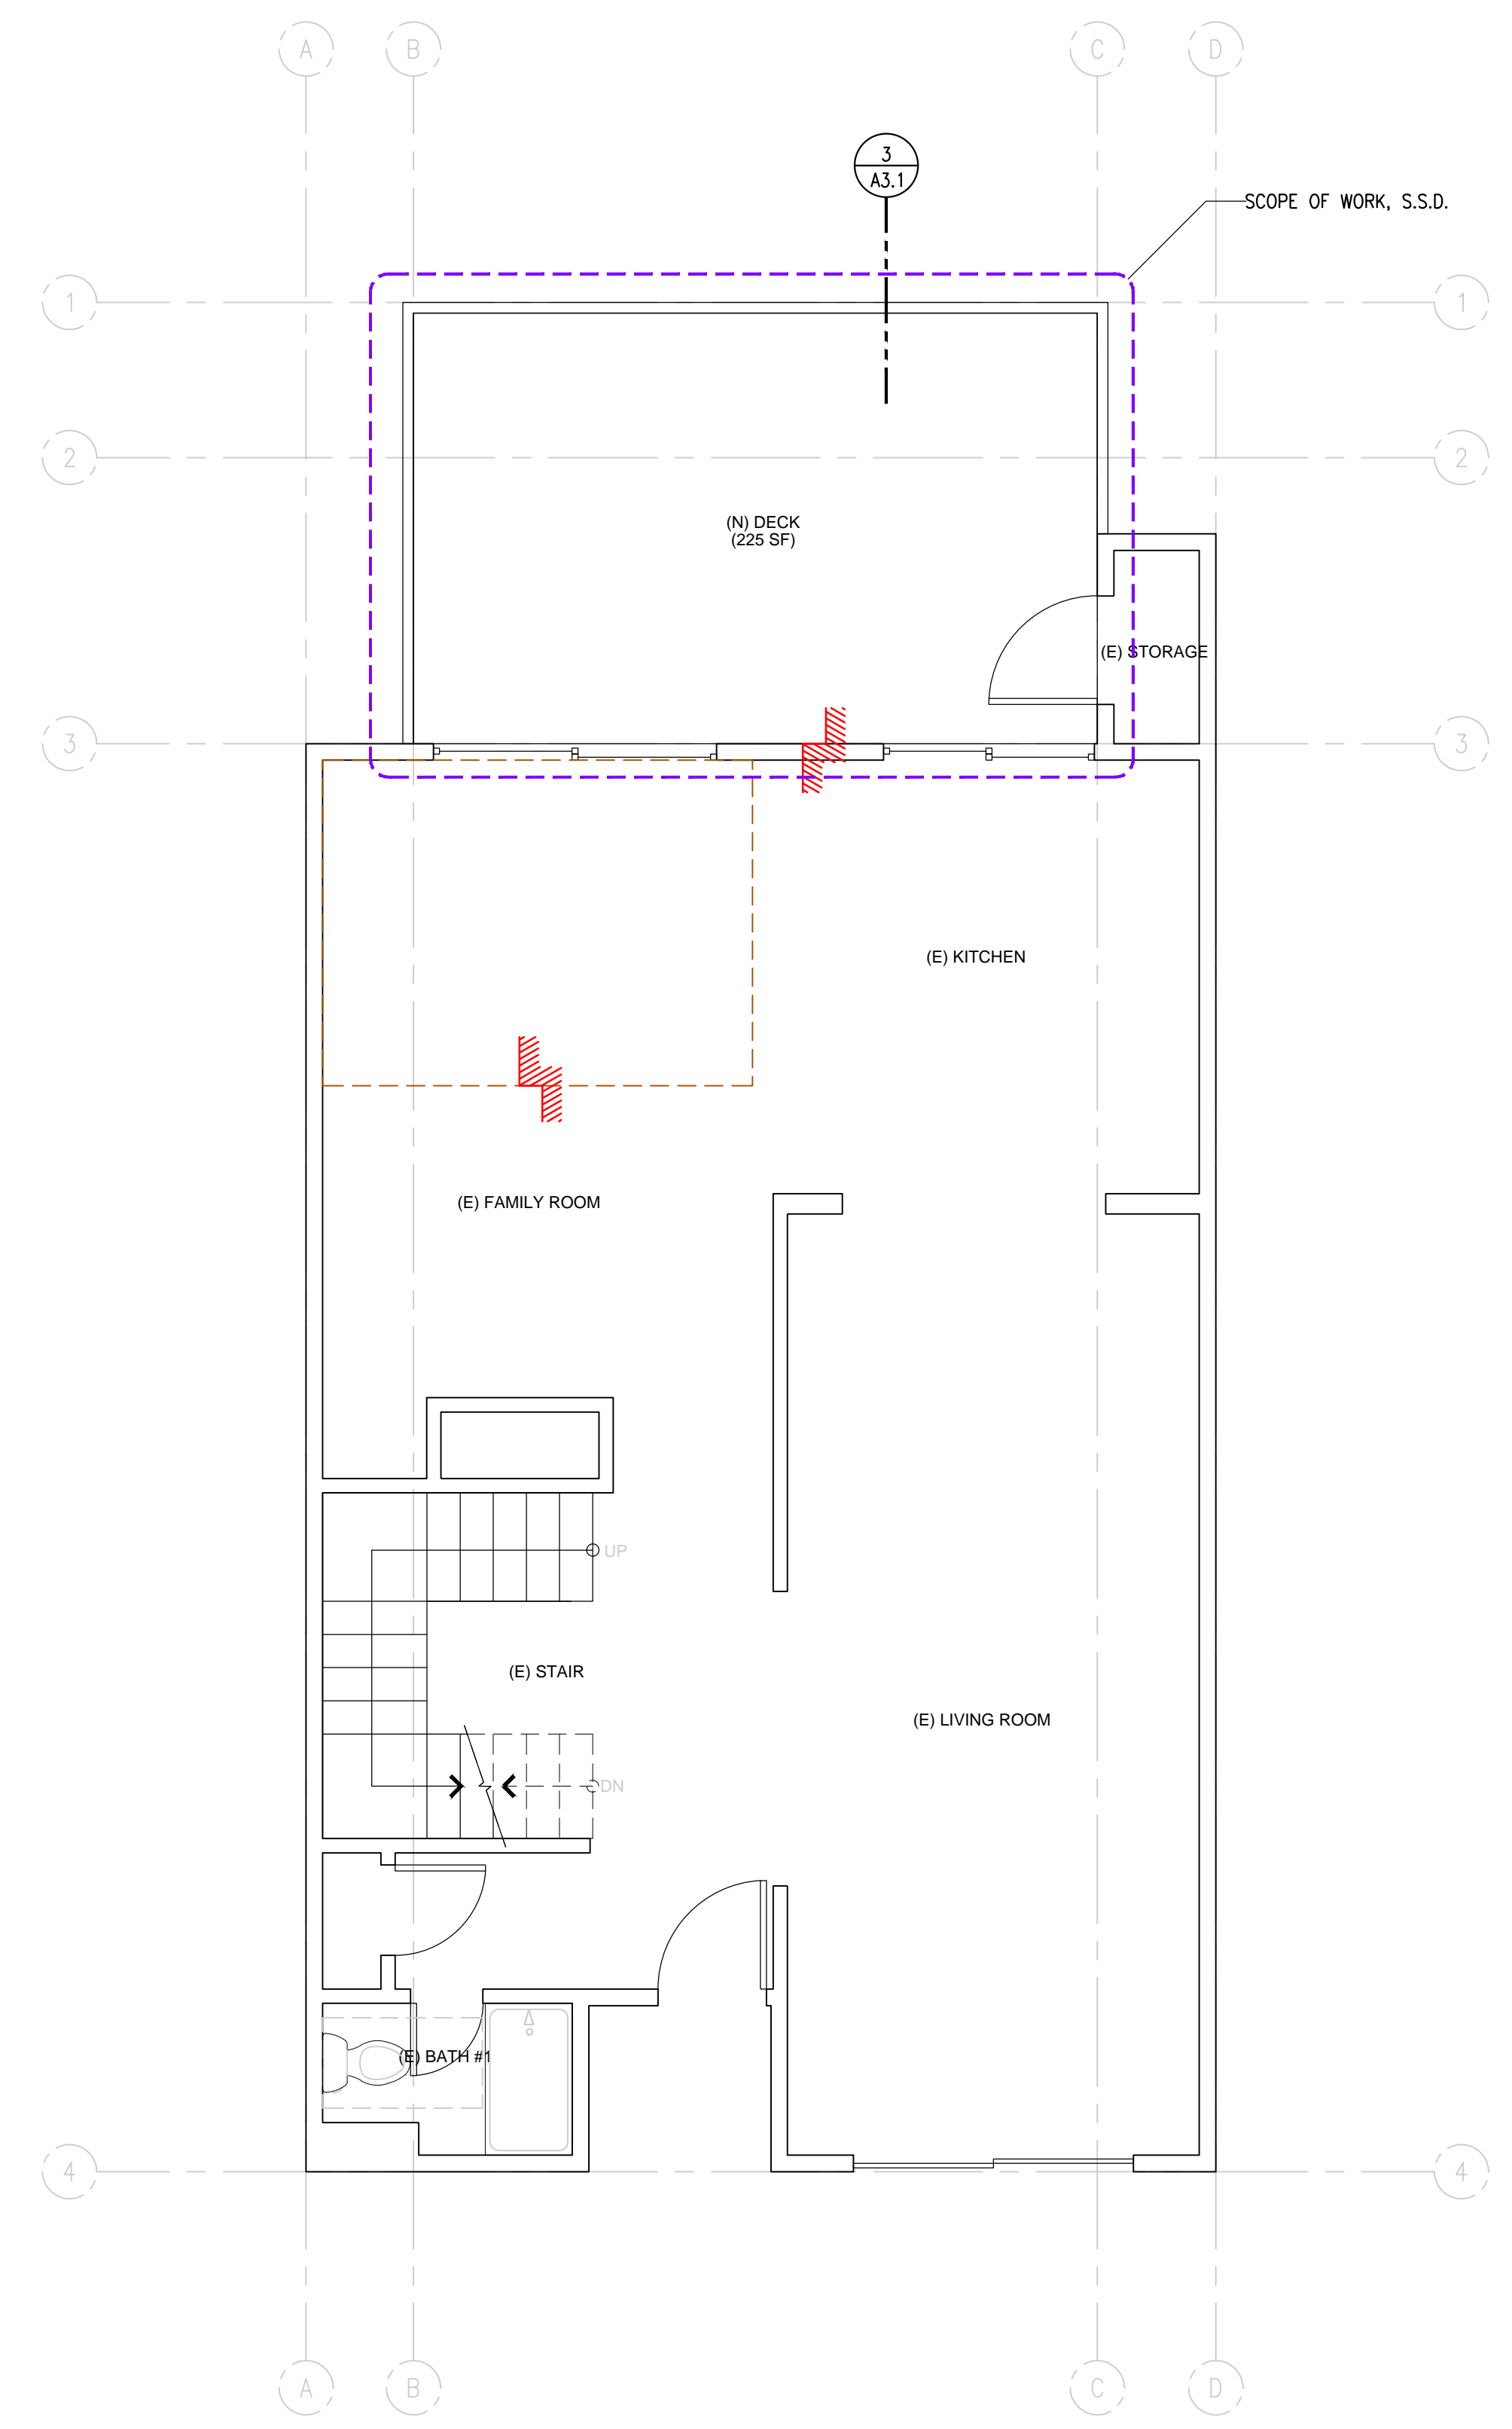 A
B
C
D
3
A3.1
SCOPE OF WORK, S.S.D.
1
1
2
2
(N) DECK
(225 SF)
(E) STORAGE
3
3
(E) KITCHEN
(E) FAMILY ROOM
UP
(E) STAIR
(E) LIVING ROOM
DN
(E) BATH #1
4
4
A
B
C
D